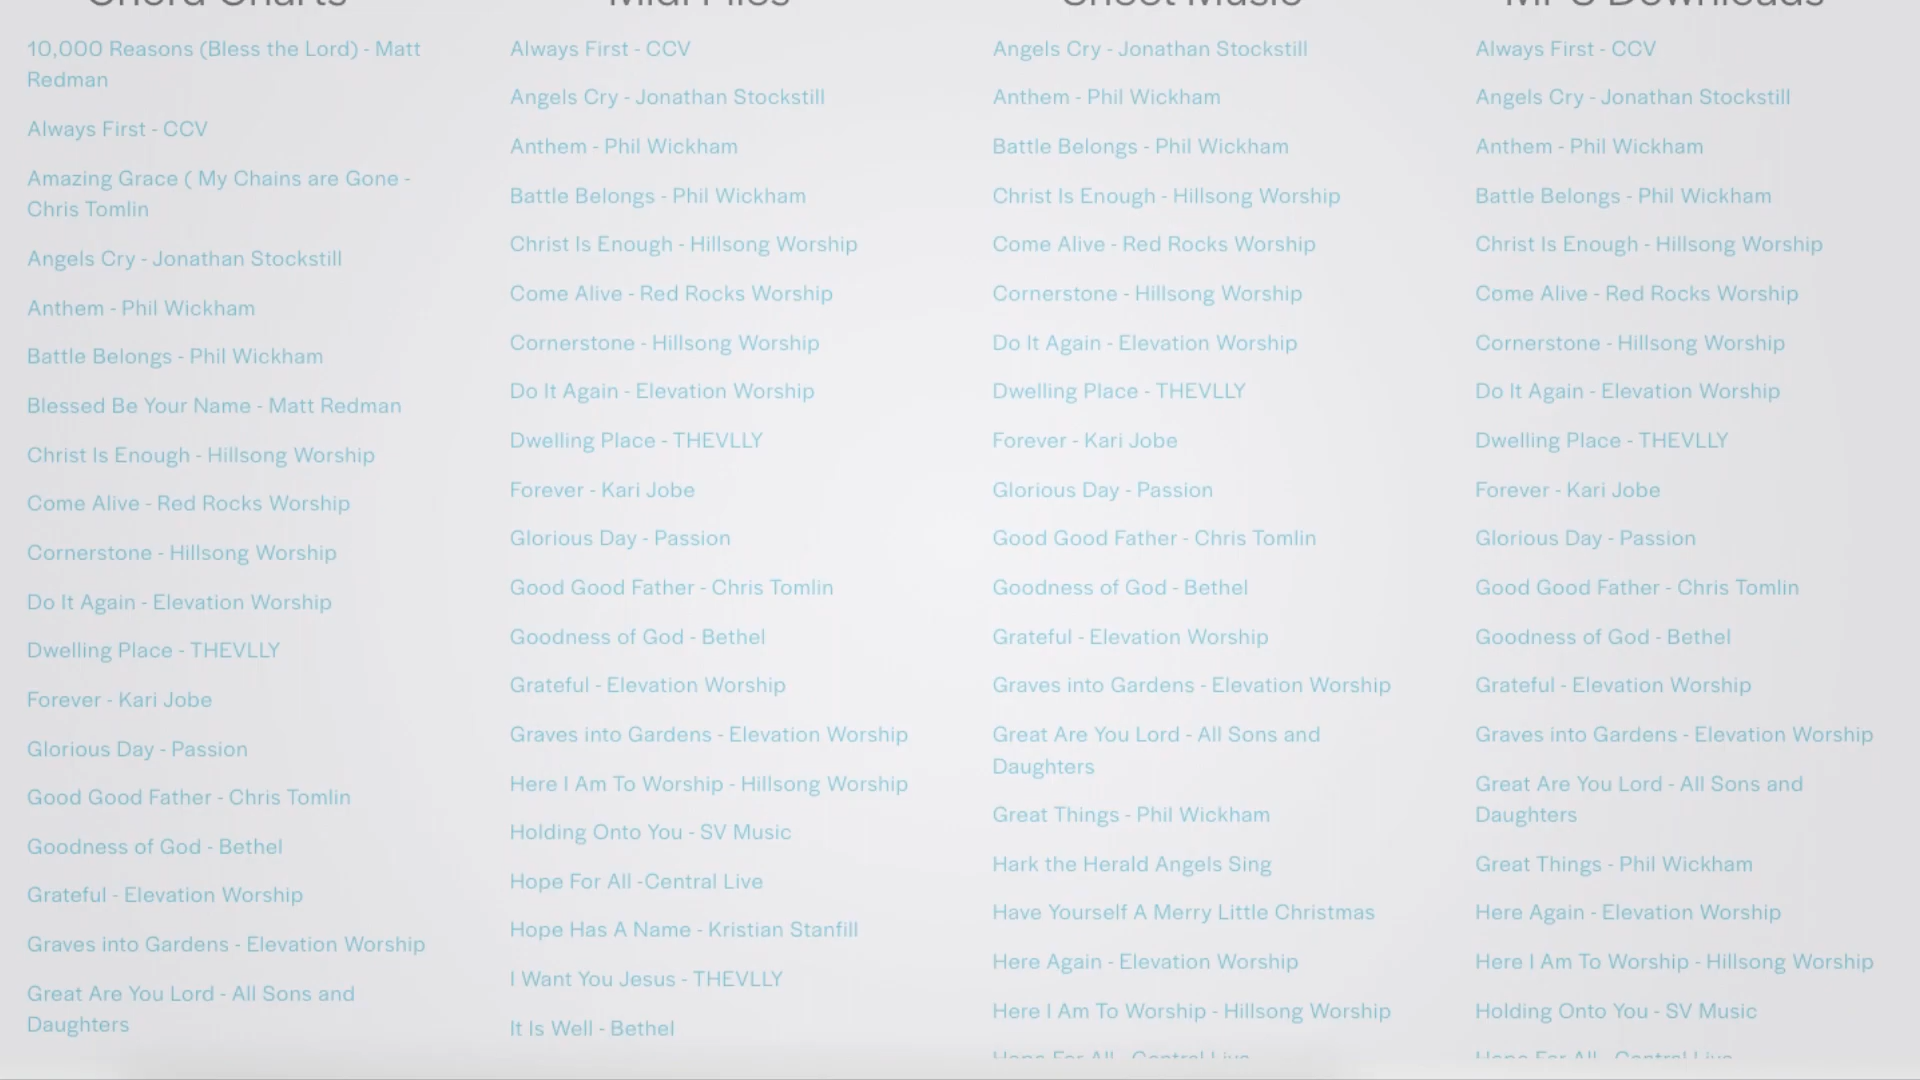 Chord Charts
10,000 Reasons (Bless the Lord) - Matt
Redman
Always First - CCV
Amazing Grace ( My Chains are Gone -
Chris Tomlin
Angels Cry - Jonathan Stockstill
Anthem - Phil Wickham
Battle Belongs - Phil Wickham
Blessed Be Your Name - Matt Redman
Christ Is Enough - Hillsong Worship
Come Alive - Red Rocks Worship
Cornerstone - Hillsong Worship
Do It Again - Elevation Worship
Dwelling Place - THEVLLY
Forever - Kari Jobe
Glorious Day - Passion
Good Good Father - Chris Tomlin
Goodness of God - Bethel
Grateful - Elevation Worship
Graves into Gardens - Elevation Worship
Great Are You Lord - All Sons and
Daughters
Midi Files
Always First - CCV
Angels Cry - Jonathan Stockstill
Anthem - Phil Wickham
Battle Belongs - Phil Wickham
Christ Is Enough - Hillsong Worship
Come Alive - Red Rocks Worship
Cornerstone - Hillsong Worship
Do It Again - Elevation Worship
Dwelling Place - THEVLLY
Forever - Kari Jobe
Glorious Day - Passion
Good Good Father - Chris Tomlin
Goodness of God - Bethel
Grateful - Elevation Worship
Graves into Gardens - Elevation Worship
Here I Am To Worship - Hillsong Worship
Holding Onto You - SV Music
Hope For All -Central Live
Hope Has A Name - Kristian Stanfill
I Want You Jesus - THEVLLY
It Is Well - Bethel
Sheet Music
Angels Cry - Jonathan Stockstill
Anthem - Phil Wickham
Battle Belongs - Phil Wickham
Christ Is Enough - Hillsong Worship
Come Alive - Red Rocks Worship
Cornerstone - Hillsong Worship
Do It Again - Elevation Worship
Dwelling Place - THEVLLY
Forever - Kari Jobe
Glorious Day - Passion
Good Good Father - Chris Tomlin
Goodness of God - Bethel
Grateful - Elevation Worship
Graves into Gardens - Elevation Worship
Great Are You Lord - All Sons and
Daughters
Great Things - Phil Wickham
Hark the Herald Angels Sing
Have Yourself A Merry Little Christmas
Here Again - Elevation Worship
Here I Am To Worship - Hillsong Worship
Hope For All - Central Live
MP3 Downloads
Always First - CCV
Angels Cry - Jonathan Stockstill
Anthem - Phil Wickham
Battle Belongs - Phil Wickham
Christ Is Enough - Hillsong Worship
Come Alive - Red Rocks Worship
Cornerstone - Hillsong Worship
Do It Again - Elevation Worship
Dwelling Place - THEVLLY
Forever - Kari Jobe
Glorious Day - Passion
Good Good Father - Chris Tomlin
Goodness of God - Bethel
Grateful - Elevation Worship
Graves into Gardens - Elevation Worship
Great Are You Lord - All Sons and
Daughters
Great Things - Phil Wickham
Here Again - Elevation Worship
Here I Am To Worship - Hillsong Worship
Holding Onto You - SV Music
Hope For All - Central Live